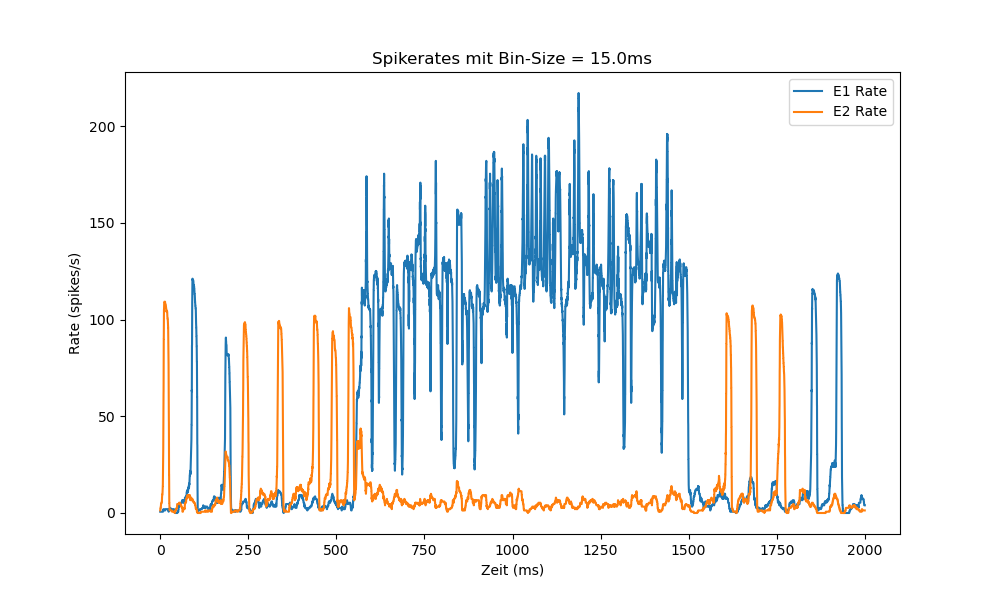 Spikerates mit Bin-Size = 15.0ms
E1 Rate
E2 Rate
200
150
100
50
0
Rate (spikes/s)
0 250 500 750 1000 1250 1500 1750 2000
Zeit (ms)